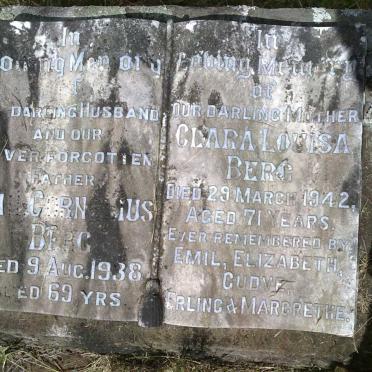 In
Loving Memory
of
DARLING HUSBAND
AND OUR
EVER FORGOTTEN
FATHER
CORNELIUS
BERG
DIED 9 AUG. 1938
AGED 69 YRS.
In
Loving Memory
of
OUR DARLING MOTHER
CLARA LOUISA
BERG
DIED 29 MARCH 1942,
AGED 71 YEARS.
EVER REMEMBERED BY
EMIL, ELIZABETH,
ERLING & MARGRETHE.